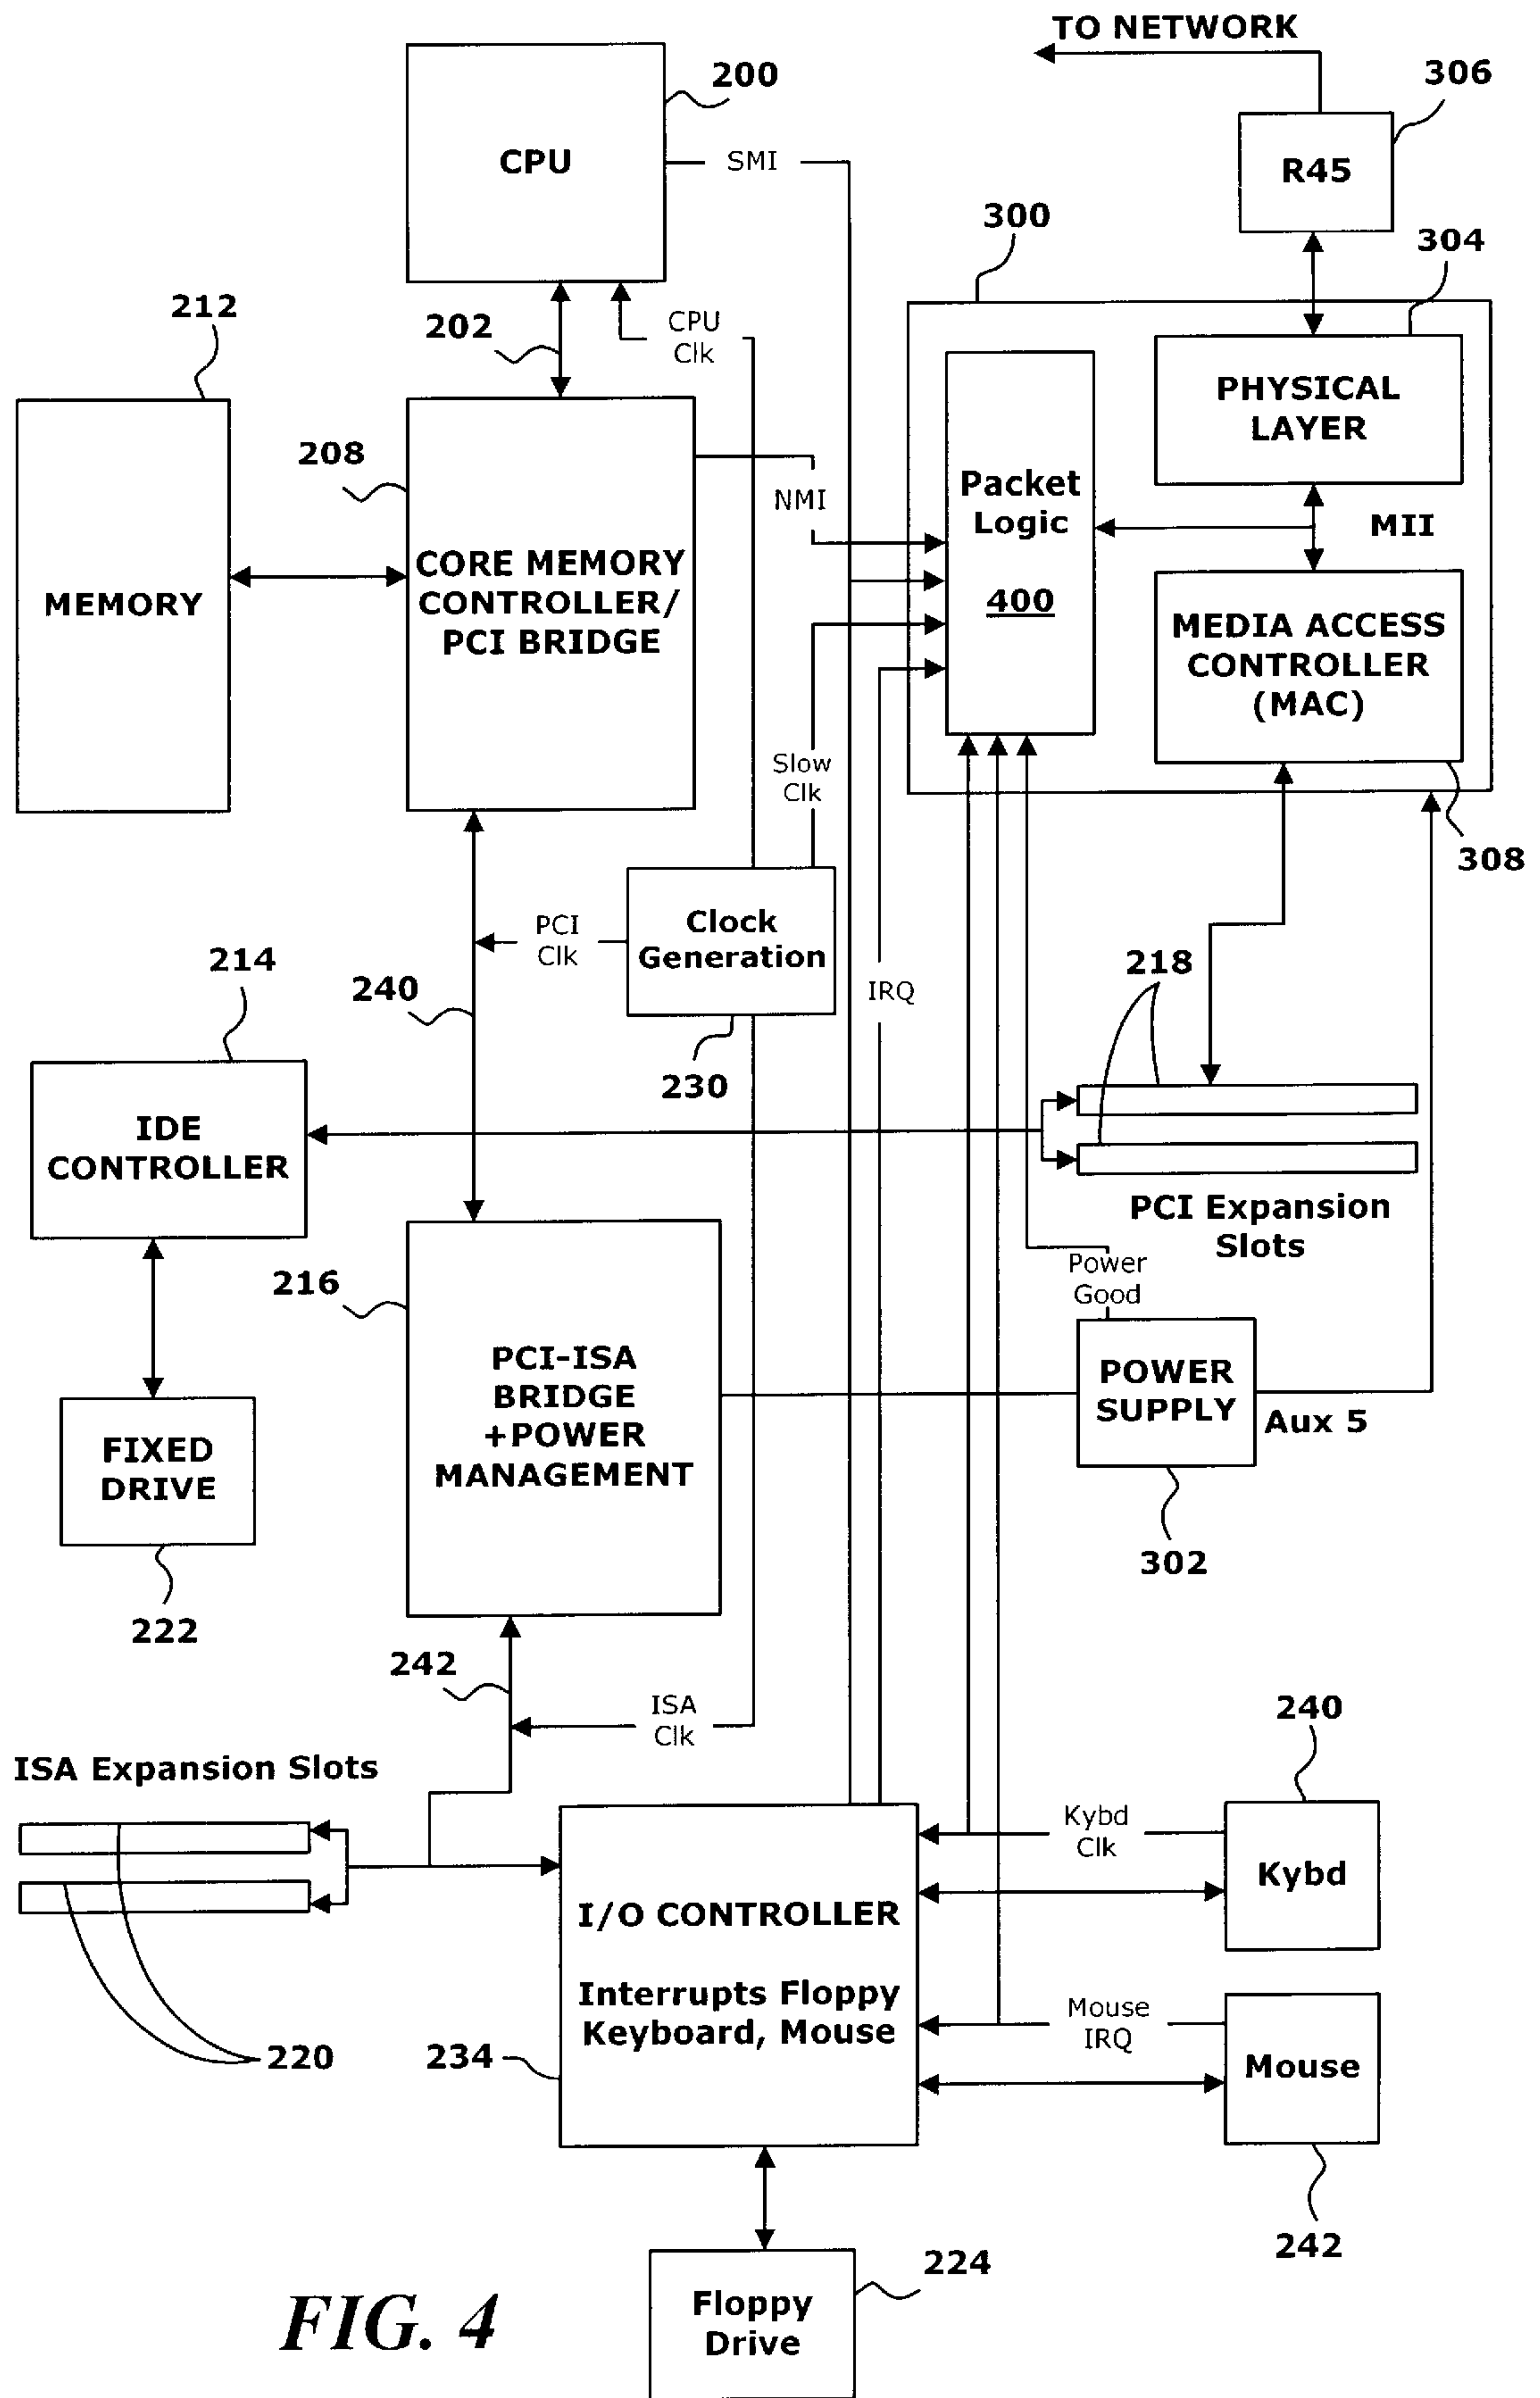 TO NETWORK
200
306
CPU
SMI
R45
300
304
212
202
CPU
Clk
PHYSICAL
LAYER
208
Packet
Logic
NMI
MII
400
MEMORY
CORE MEMORY
CONTROLLER/
PCI BRIDGE
MEDIA ACCESS
CONTROLLER
(MAC)
Slow
Clk
308
214
240
PCI
Clk
Clock
Generation
IRQ
218
230
IDE
CONTROLLER
PCI Expansion
Slots
216
Power
Good
PCI-ISA
BRIDGE
+POWER
MANAGEMENT
POWER
SUPPLY
Aux 5
FIXED
DRIVE
302
222
242
ISA
Clk
240
ISA Expansion Slots
Kybd
Clk
Kybd
I/O CONTROLLER
Interrupts Floppy
Keyboard, Mouse
Mouse
IRQ
220
234
Mouse
242
224
Floppy
Drive
FIG. 4